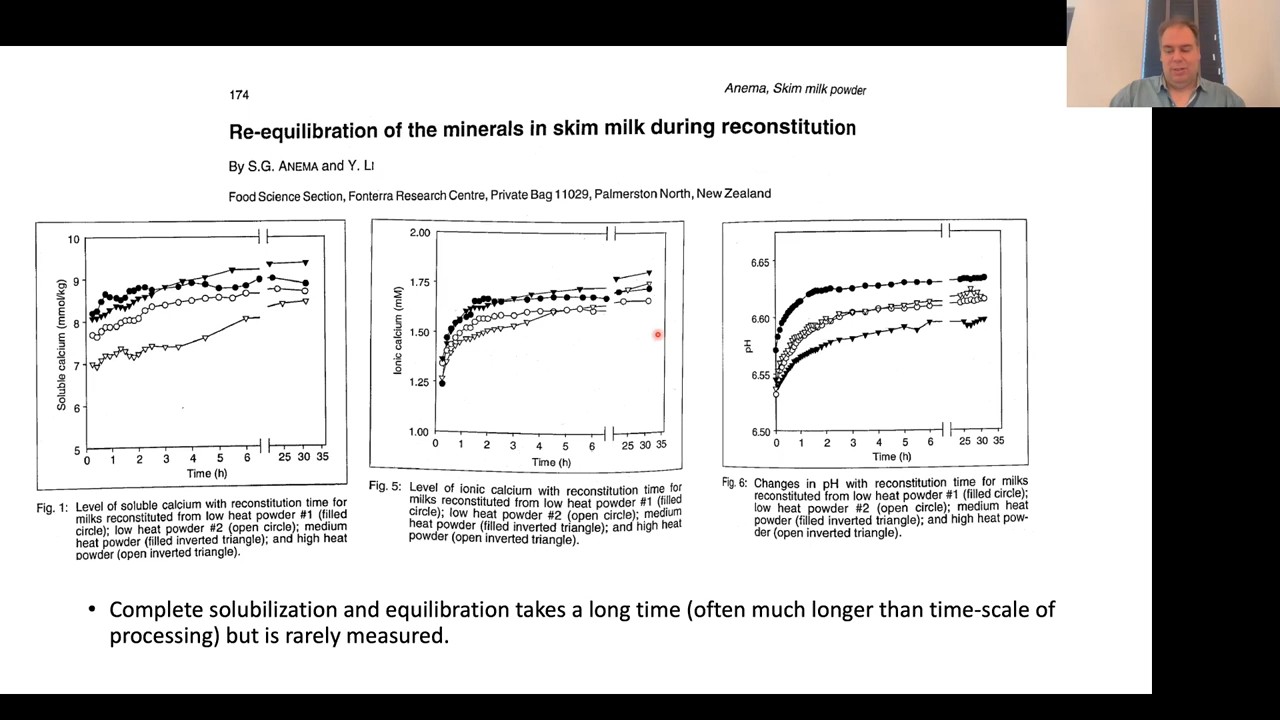 174
Anema, Skim milk powder
Re-equilibration of the minerals in skim milk during reconstitution
By S.G. ANEMA and Y. LI
Food Science Section, Fonterra Research Centre, Private Bag 11029, Palmerston North, New Zealand
10
9
8
7
6
5
Soluble calcium (mmol/kg)
0 1 2 3 4 5 6 25 30 35
Time (h)
Fig. 1: Level of soluble calcium with reconstitution time for
milks reconstituted from low heat powder #1 (filled
circle); low heat powder #2 (open circle); medium
heat powder (filled inverted triangle); and high heat
powder (open inverted triangle).
2.00
1.75
1.50
1.25
1.00
Ionic calcium (mM)
0 1 2 3 4 5 6 25 30 35
Time (h)
Fig. 5: Level of ionic calcium with reconstitution time for
milks reconstituted from low heat powder #1 (filled
circle); low heat powder #2 (open circle); medium
heat powder (filled inverted triangle); and high heat
powder (open inverted triangle).
6.65
6.60
6.55
6.50
pH
0 1 2 3 4 5 6 25 30 35
Time (h)
Fig. 6: Changes in pH with reconstitution time for milks
reconstituted from low heat powder #1 (filled circle);
low heat powder #2 (open circle); medium heat
powder (filled inverted triangle); and high heat pow-
der (open inverted triangle).
• Complete solubilization and equilibration takes a long time (often much longer than time-scale of
processing) but is rarely measured.